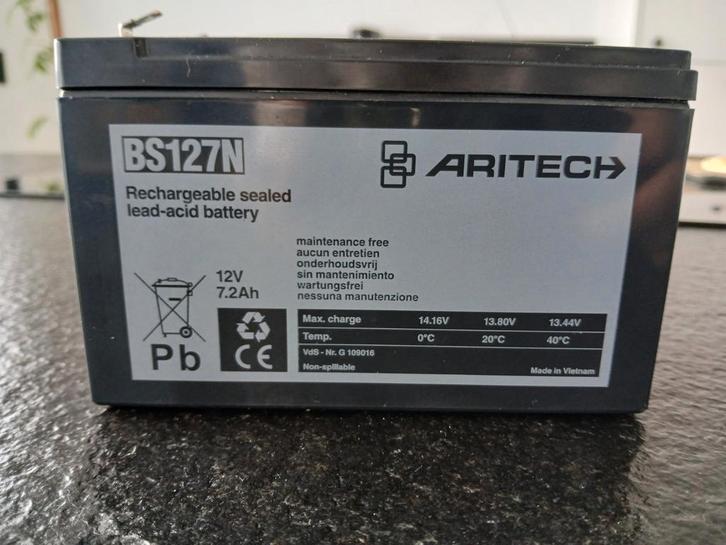 BS127N
ARITECH
Rechargeable sealed
lead-acid battery
maintenance free
aucun entretien
onderhoudsvrij
sin mantenimiento
wartungsfrei
nessuna manutenzione
12V
7.2Ah
Pb
CE
Max. charge 14.16V 13.80V 13.44V
Temp. 0°C 20°C 40°C
VdS - Nr. G 109016
Non-spillable
Made in Vietnam